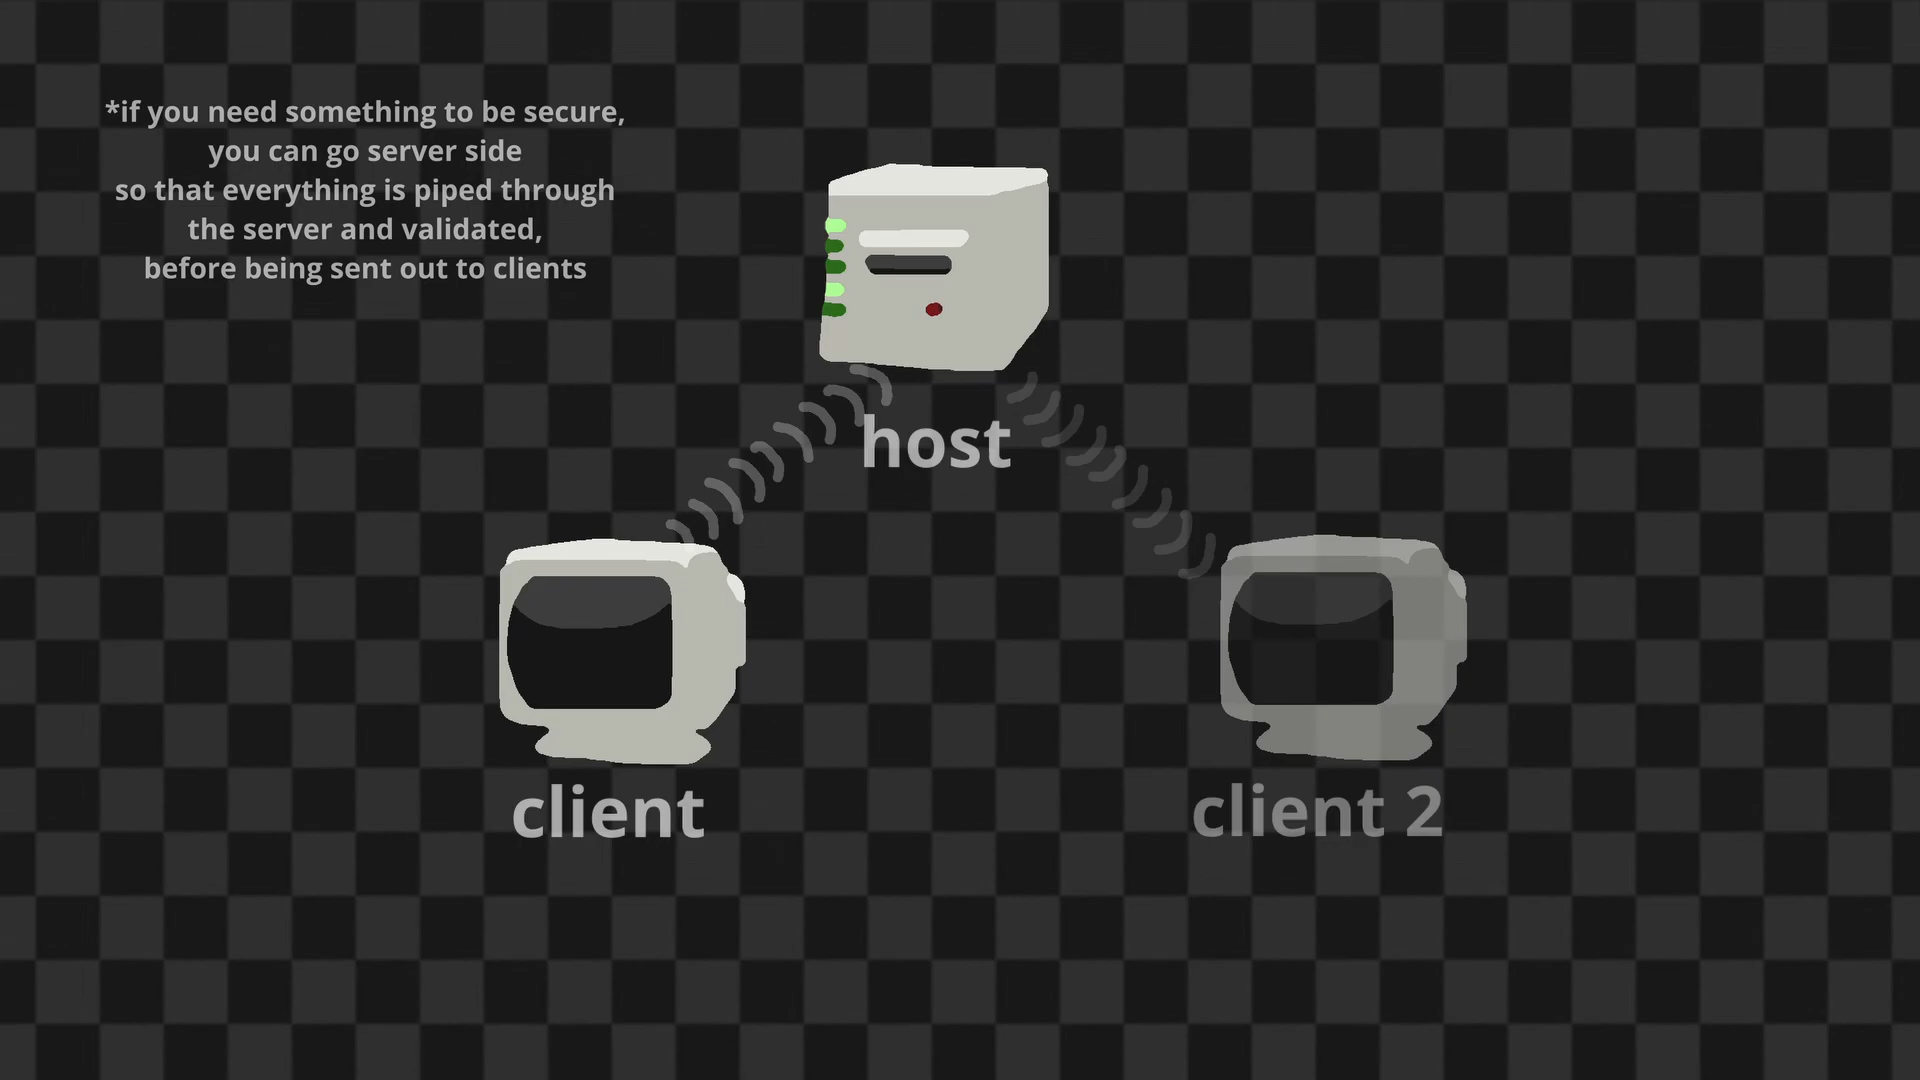 *if you need something to be secure,
you can go server side
so that everything is piped through
the server and validated,
before being sent out to clients
host
client
client 2